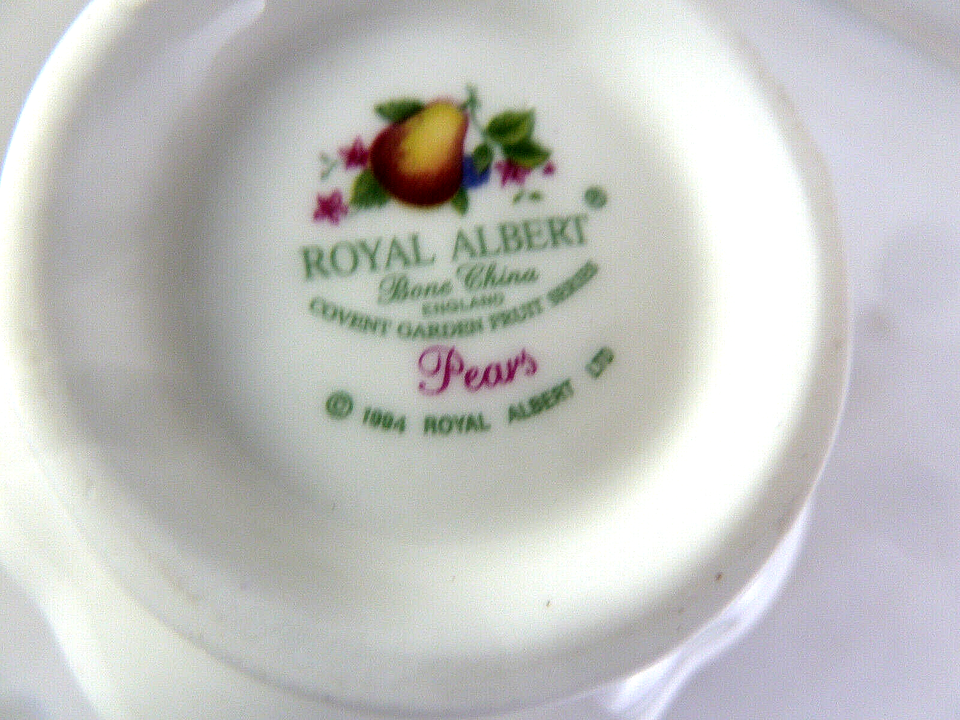 ROYAL ALBERT ®
Bone China
ENGLAND
COVENT GARDEN FRUIT SERIES
Pears
© 1994 ROYAL ALBERT LTD